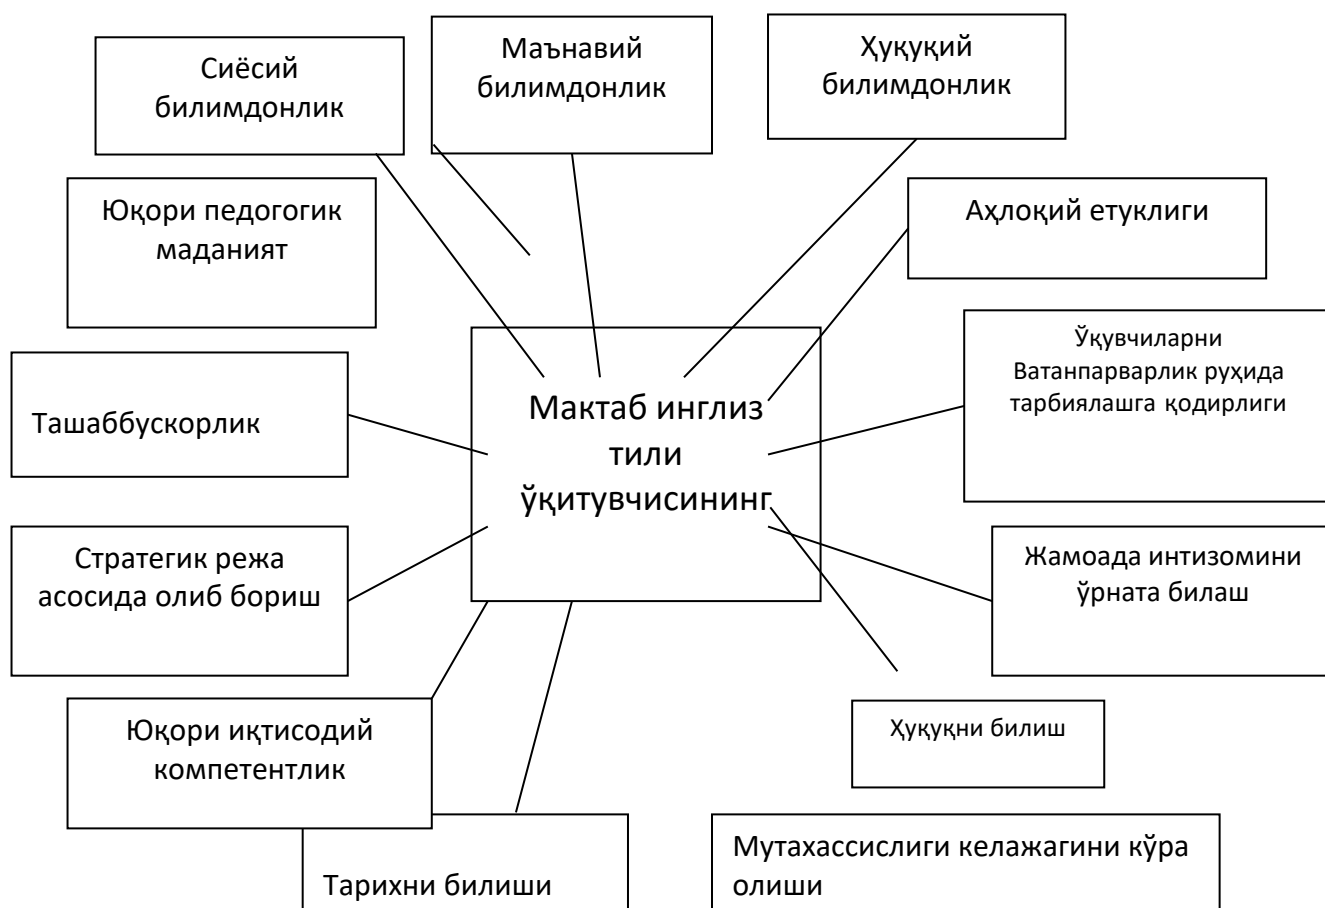 Сиёсий
билимдонлик
Маънавий
билимдонлик
Ҳуқуқий
билимдонлик
Юқори педогогик
маданият
Аҳлоқий етуклиги
Ўқувчиларни
Ватанпарварлик руҳида
тарбиялашга қодирлиги
Ташаббускорлик
Мактаб инглиз
тили
ўқитувчисининг
Стратегик режа
асосида олиб бориш
Жамоада интизомини
ўрната билаш
Юқори иқтисодий
компетентлик
Ҳуқуқни билиш
Тарихни билиши
Мутахассислиги келажагини кўра
олиши